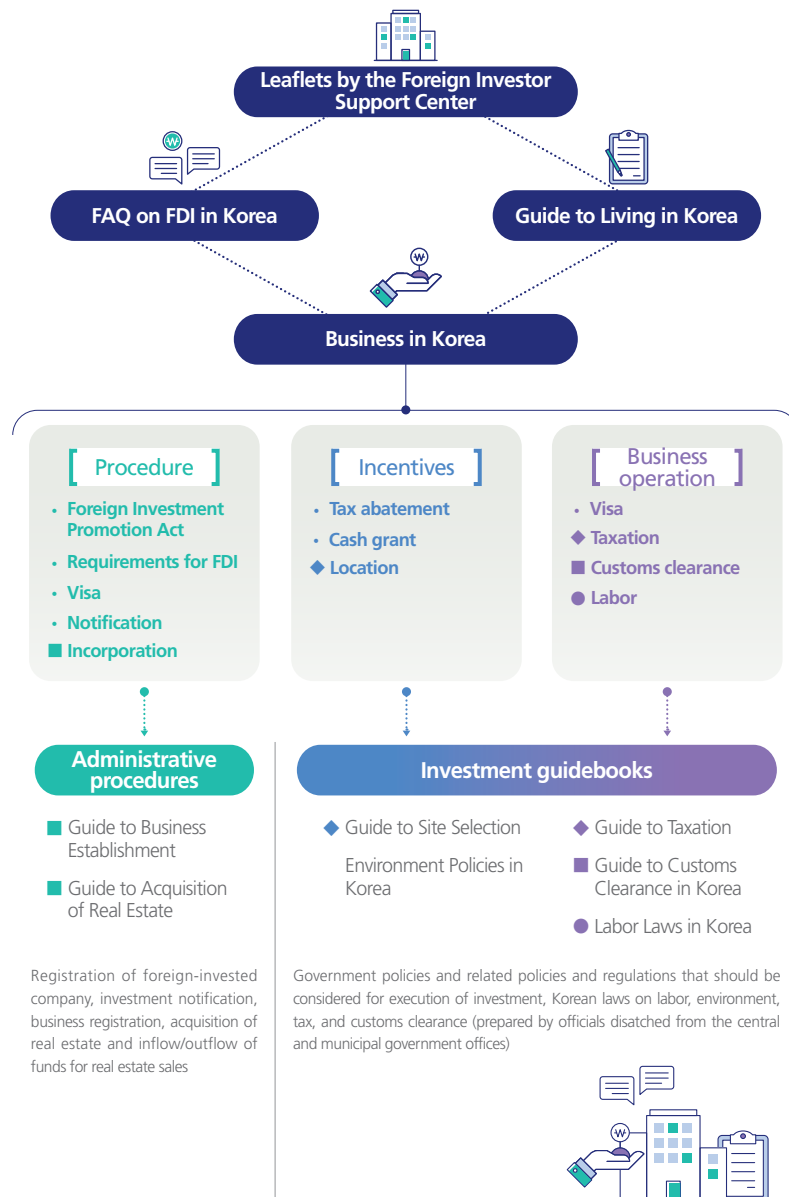 Leaflets by the Foreign Investor
Support Center
FAQ on FDI in Korea
Guide to Living in Korea
Business in Korea
[ Procedure ]
• Foreign Investment
Promotion Act
• Requirements for FDI
• Visa
• Notification
■ Incorporation
[ Incentives ]
• Tax abatement
• Cash grant
◆ Location
[ Business
operation ]
• Visa
◆ Taxation
■ Customs clearance
● Labor
Administrative
procedures
■ Guide to Business
Establishment
■ Guide to Acquisition
of Real Estate
Registration of foreign-invested
company, investment notification,
business registration, acquisition of
real estate and inflow/outflow of
funds for real estate sales
Investment guidebooks
◆ Guide to Site Selection
Environment Policies in
Korea
◆ Guide to Taxation
■ Guide to Customs
Clearance in Korea
● Labor Laws in Korea
Government policies and related policies and regulations that should be
considered for execution of investment, Korean laws on labor, environment,
tax, and customs clearance (prepared by officials disatched from the central
and municipal government offices)